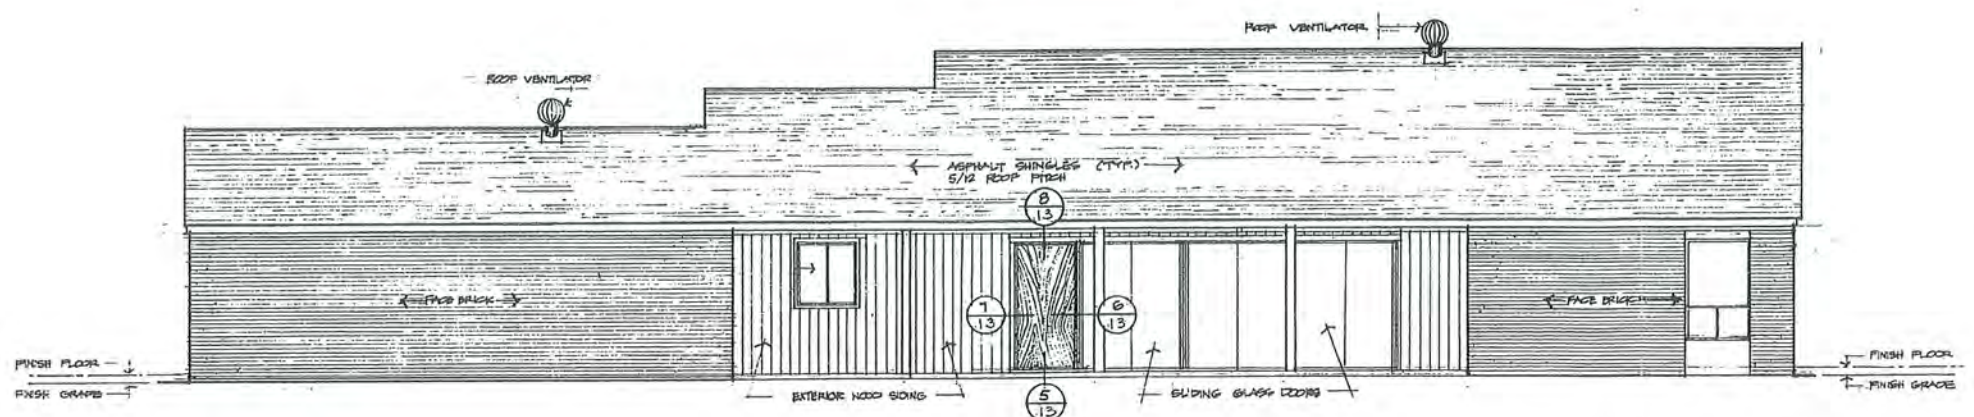 ROOF VENTILATOR
ROOF VENTILATOR
ASPHALT SHINGLES (TYP.)
5/12 ROOF PITCH
8
13
FACE BRICK
7
13
6
13
FACE BRICK
FINISH FLOOR
FINISH GRADE
EXTERIOR WOOD SIDING
5
13
SLIDING GLASS DOORS
FINISH FLOOR
FINISH GRADE